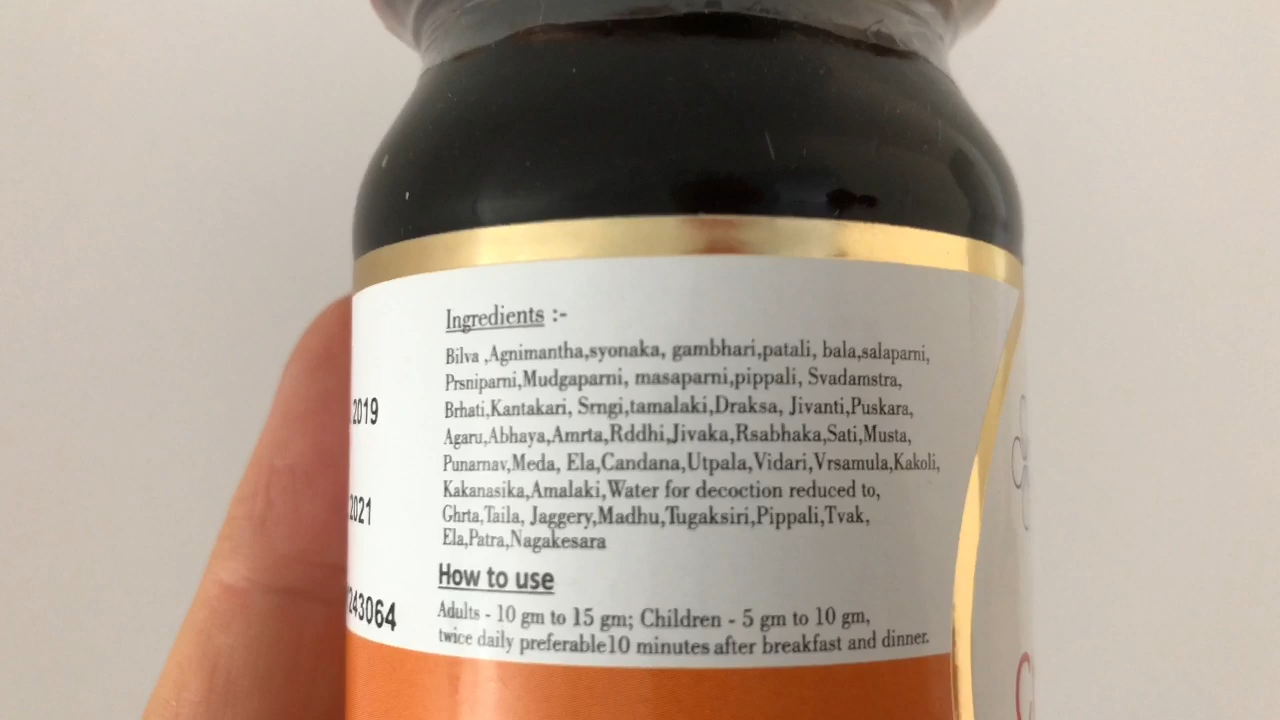 Ingredients :-
Bilva ,Agnimantha,syonaka, gambhari,patali, bala,salaparni,
Prsniparni,Mudgaparni, masaparni,pippali, Svadamstra,
Brhati,Kantakari, Srngi,tamalaki,Draksa, Jivanti,Puskara,
Agaru,Abhaya,Amrta,Rddhi,Jivaka,Rsabhaka,Sati,Musta,
Punarnav,Meda, Ela,Candana,Utpala,Vidari,Vrsamula,Kakoli,
Kakanasika,Amalaki,Water for decoction reduced to,
Ghrta,Taila, Jaggery,Madhu,Tugaksiri,Pippali,Tvak,
Ela,Patra,Nagakesara
How to use
Adults - 10 gm to 15 gm; Children - 5 gm to 10 gm,
twice daily preferable10 minutes after breakfast and dinner.
2019
2021
243064